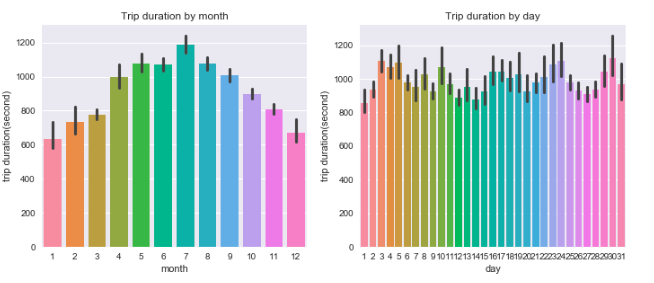 Trip duration by month
trip duration(second)
1200
1000
800
600
400
200
0
1 2 3 4 5 6 7 8 9 10 11 12
month
Trip duration by day
trip duration(second)
1200
1000
800
600
400
200
0
1 2 3 4 5 6 7 8 9 10 11 12 13 14 15 16 17 18 19 20 21 22 23 24 25 26 27 28 29 30 31
day